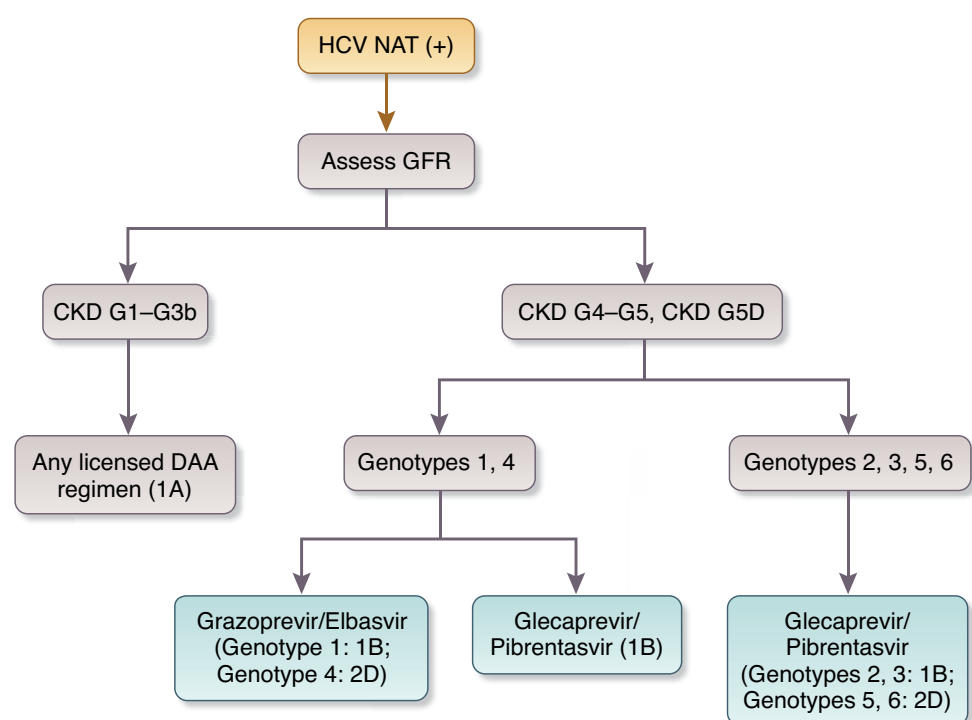 HCV NAT (+)
Assess GFR
CKD G1–G3b
CKD G4–G5, CKD G5D
Any licensed DAA
regimen (1A)
Genotypes 1, 4
Genotypes 2, 3, 5, 6
Grazoprevir/Elbasvir
(Genotype 1: 1B;
Genotype 4: 2D)
Glecaprevir/
Pibrentasvir (1B)
Glecaprevir/
Pibrentasvir
(Genotypes 2, 3: 1B;
Genotypes 5, 6: 2D)